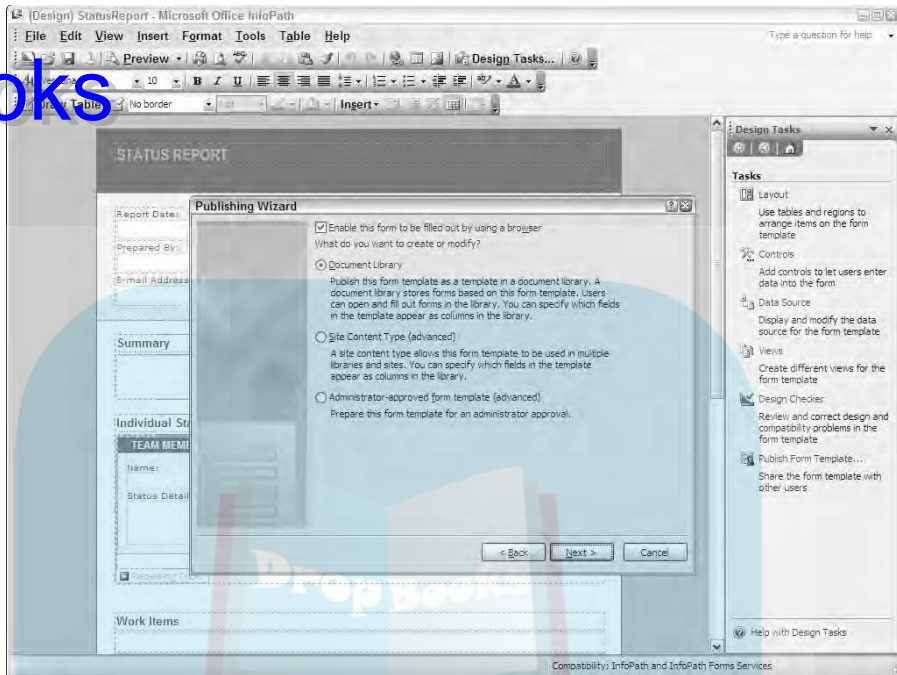 (Design) StatusReport - Microsoft Office InfoPath
File Edit View Insert Format Tools Table Help
Type a question for help
Preview
Design Tasks...
10
B I U
Table
No border
Insert
oks
STATUS REPORT
Report Date:
Prepared By:
E-mail Address
Summary
Individual St
TEAM MEM
Name:
Status Detail
Work Items
Publishing Wizard
Enable this form to be filled out by using a browser
What do you want to create or modify?
Document Library
Publish this form template as a template in a document library. A
document library stores forms based on this form template. Users
can open and fill out forms in the library. You can specify which fields
in the template appear as columns in the library.
Site Content Type (advanced)
A site content type allows this form template to be used in multiple
libraries and sites. You can specify which fields in the template
appear as columns in the library.
Administrator-approved form template (advanced)
Prepare this form template for an administrator approval.
< Back
Next >
Cancel
Design Tasks
Tasks
Layout
Use tables and regions to
arrange items on the form
template
Controls
Add controls to let users enter
data into the form
Data Source
Display and modify the data
source for the form template
Views
Create different views for the
form template
Design Checker
Review and correct design and
compatibility problems in the
form template
Publish Form Template...
Share the form template with
other users
Help with Design Tasks
Drop Books
Compatibility: InfoPath and InfoPath Forms Services